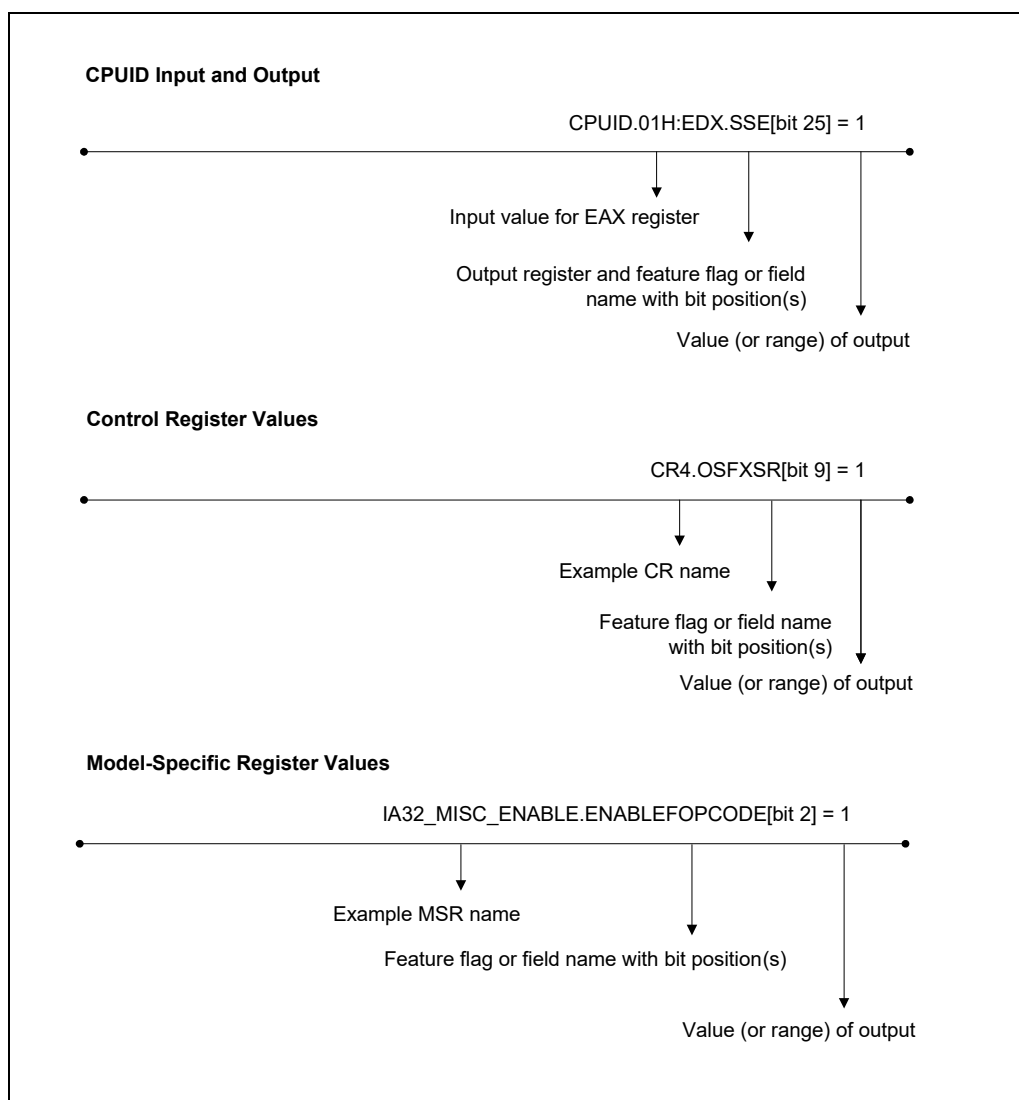 CPUID Input and Output
CPUID.01H:EDX.SSE[bit 25] = 1
Input value for EAX register
Output register and feature flag or field
name with bit position(s)
Value (or range) of output
Control Register Values
CR4.OSFXSR[bit 9] = 1
Example CR name
Feature flag or field name
with bit position(s)
Value (or range) of output
Model-Specific Register Values
IA32_MISC_ENABLE.ENABLEFOPCODE[bit 2] = 1
Example MSR name
Feature flag or field name with bit position(s)
Value (or range) of output